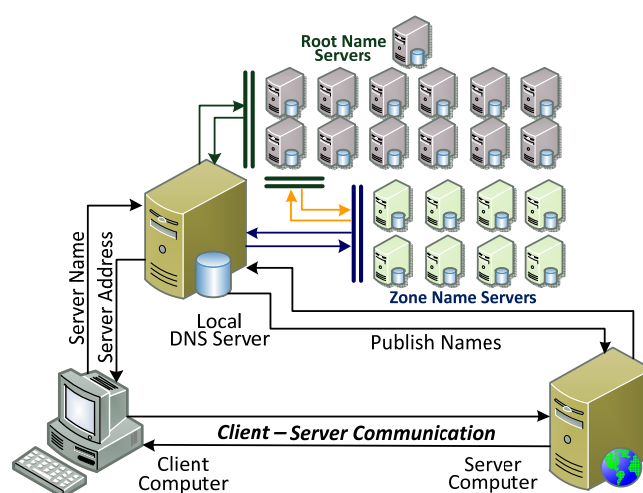 Root Name
Servers
Zone Name Servers
Server Name
Server Address
Local
DNS Server
Publish Names
Client – Server Communication
Client
Computer
Server
Computer